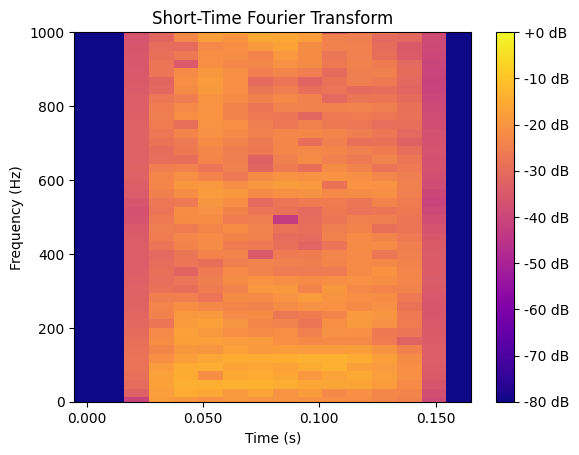 Short-Time Fourier Transform
1000
800
600
400
200
0
Frequency (Hz)
0.000
0.050
0.100
0.150
Time (s)
+0 dB
-10 dB
-20 dB
-30 dB
-40 dB
-50 dB
-60 dB
-70 dB
-80 dB